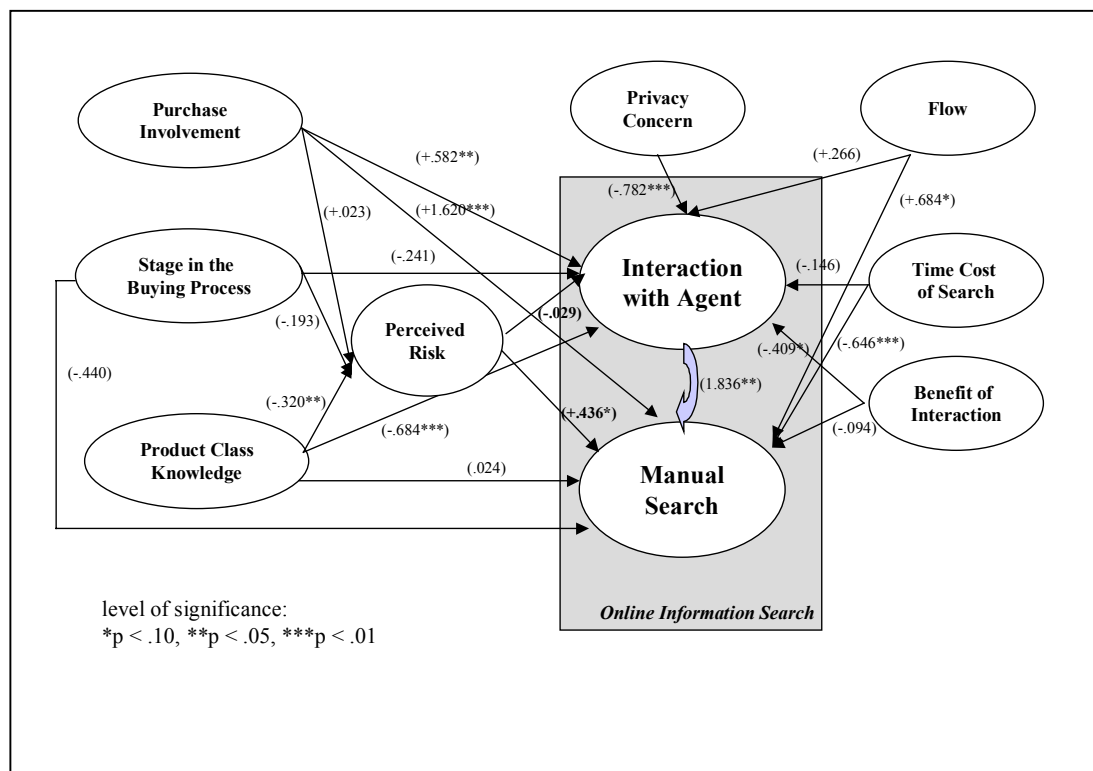 Purchase
Involvement
Privacy
Concern
Flow
(+.582**)
(+.266)
(-.782***)
(+1.620***)
(+.684*)
(+.023)
Stage in the
Buying Process
(-.241)
Interaction
with Agent
(-.146)
Time Cost
of Search
(-.193)
Perceived
Risk
(-.029)
(-.409*)
(-.646***)
(-.440)
(1.836**)
Benefit of
Interaction
(-.320**)
(+.436*)
(-.094)
(-.684***)
Product Class
Knowledge
(.024)
Manual
Search
level of significance:
*p < .10, **p < .05, ***p < .01
Online Information Search